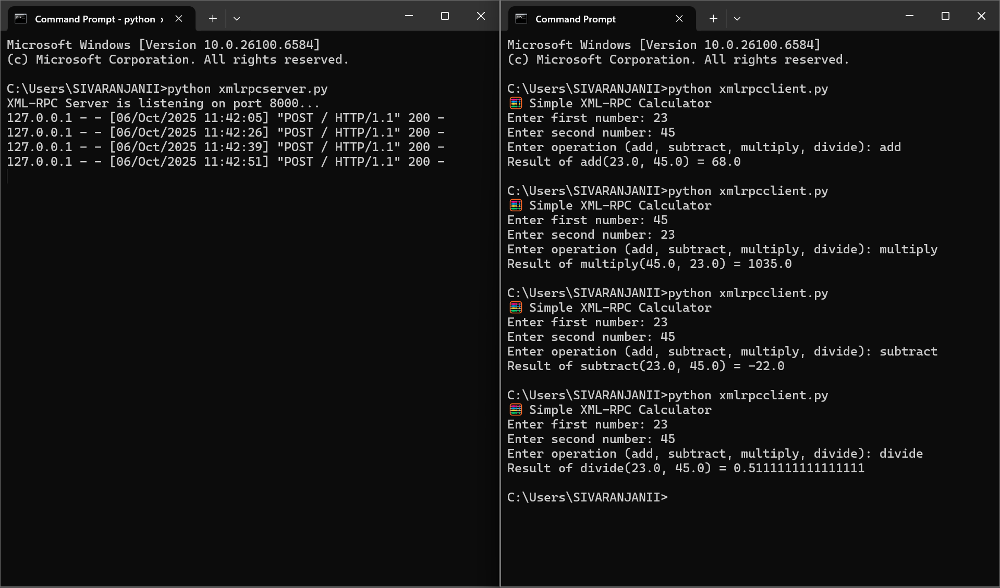 Command Prompt - python
Microsoft Windows [Version 10.0.26100.6584]
(c) Microsoft Corporation. All rights reserved.
C:\Users\SIVARANJANII>python xmlrpcserver.py
XML-RPC Server is listening on port 8000...
127.0.0.1 - - [06/Oct/2025 11:42:05] "POST / HTTP/1.1" 200 -
127.0.0.1 - - [06/Oct/2025 11:42:26] "POST / HTTP/1.1" 200 -
127.0.0.1 - - [06/Oct/2025 11:42:39] "POST / HTTP/1.1" 200 -
127.0.0.1 - - [06/Oct/2025 11:42:51] "POST / HTTP/1.1" 200 -
Command Prompt
Microsoft Windows [Version 10.0.26100.6584]
(c) Microsoft Corporation. All rights reserved.
C:\Users\SIVARANJANII>python xmlrpcclient.py
🧮 Simple XML-RPC Calculator
Enter first number: 23
Enter second number: 45
Enter operation (add, subtract, multiply, divide): add
Result of add(23.0, 45.0) = 68.0
C:\Users\SIVARANJANII>python xmlrpcclient.py
🧮 Simple XML-RPC Calculator
Enter first number: 45
Enter second number: 23
Enter operation (add, subtract, multiply, divide): multiply
Result of multiply(45.0, 23.0) = 1035.0
C:\Users\SIVARANJANII>python xmlrpcclient.py
🧮 Simple XML-RPC Calculator
Enter first number: 23
Enter second number: 45
Enter operation (add, subtract, multiply, divide): subtract
Result of subtract(23.0, 45.0) = -22.0
C:\Users\SIVARANJANII>python xmlrpcclient.py
🧮 Simple XML-RPC Calculator
Enter first number: 23
Enter second number: 45
Enter operation (add, subtract, multiply, divide): divide
Result of divide(23.0, 45.0) = 0.5111111111111111
C:\Users\SIVARANJANII>